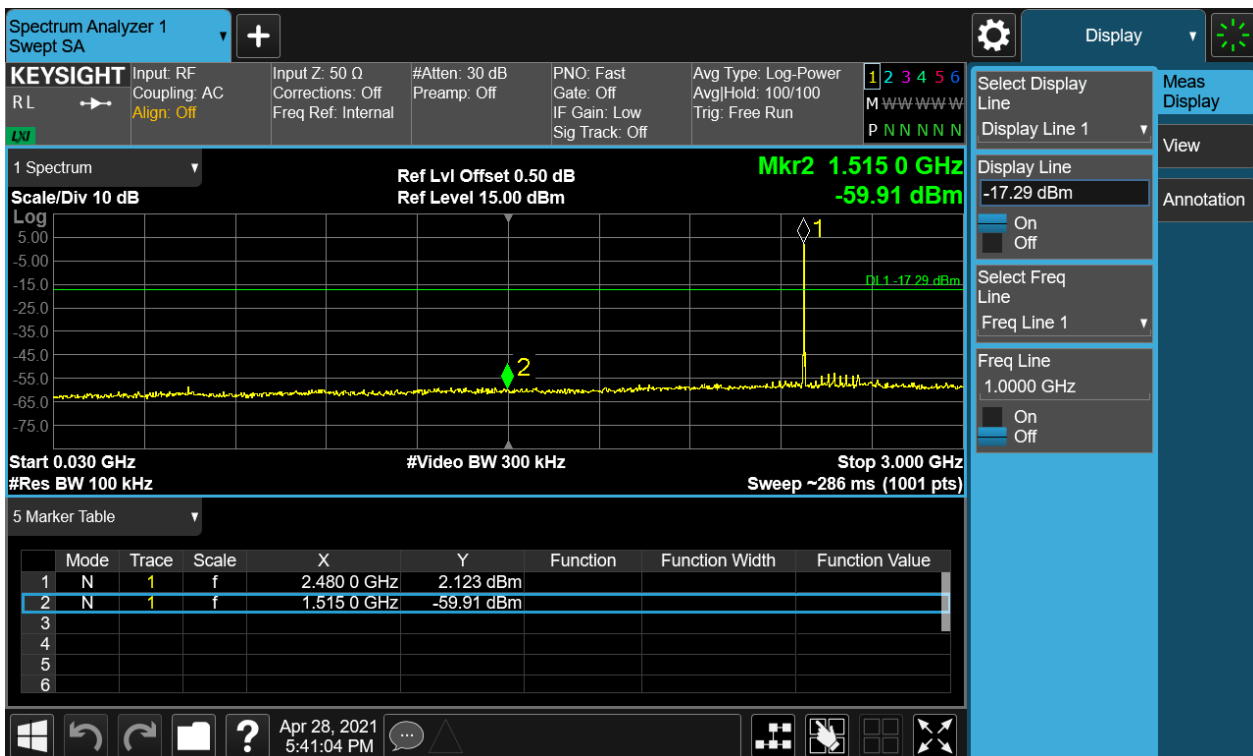 Spectrum Analyzer 1
Swept SA
Display
KEYSIGHT
R L
LXI
Input: RF
Coupling: AC
Align: Off
Input Z: 50 Ω
Corrections: Off
Freq Ref: Internal
#Atten: 30 dB
Preamp: Off
PNO: Fast
Gate: Off
IF Gain: Low
Sig Track: Off
Avg Type: Log-Power
Avg|Hold: 100/100
Trig: Free Run
1 2 3 4 5 6
M W W W W W
P N N N N N
1 Spectrum
Scale/Div 10 dB
Ref Lvl Offset 0.50 dB
Ref Level 15.00 dBm
Mkr2 1.515 0 GHz
-59.91 dBm
Log
5.00
-5.00
-15.0
-25.0
-35.0
-45.0
-55.0
-65.0
-75.0
1
DL1 -17.29 dBm
2
Start 0.030 GHz
#Video BW 300 kHz
Stop 3.000 GHz
#Res BW 100 kHz
Sweep ~286 ms (1001 pts)
5 Marker Table
Mode Trace Scale X Y Function Function Width Function Value
1 N 1 f 2.480 0 GHz 2.123 dBm
2 N 1 f 1.515 0 GHz -59.91 dBm
3
4
5
6
Select Display
Line
Display Line 1
Display Line
-17.29 dBm
On
Off
Select Freq
Line
Freq Line 1
Freq Line
1.0000 GHz
On
Off
Meas
Display
View
Annotation
?
Apr 28, 2021
5:41:04 PM